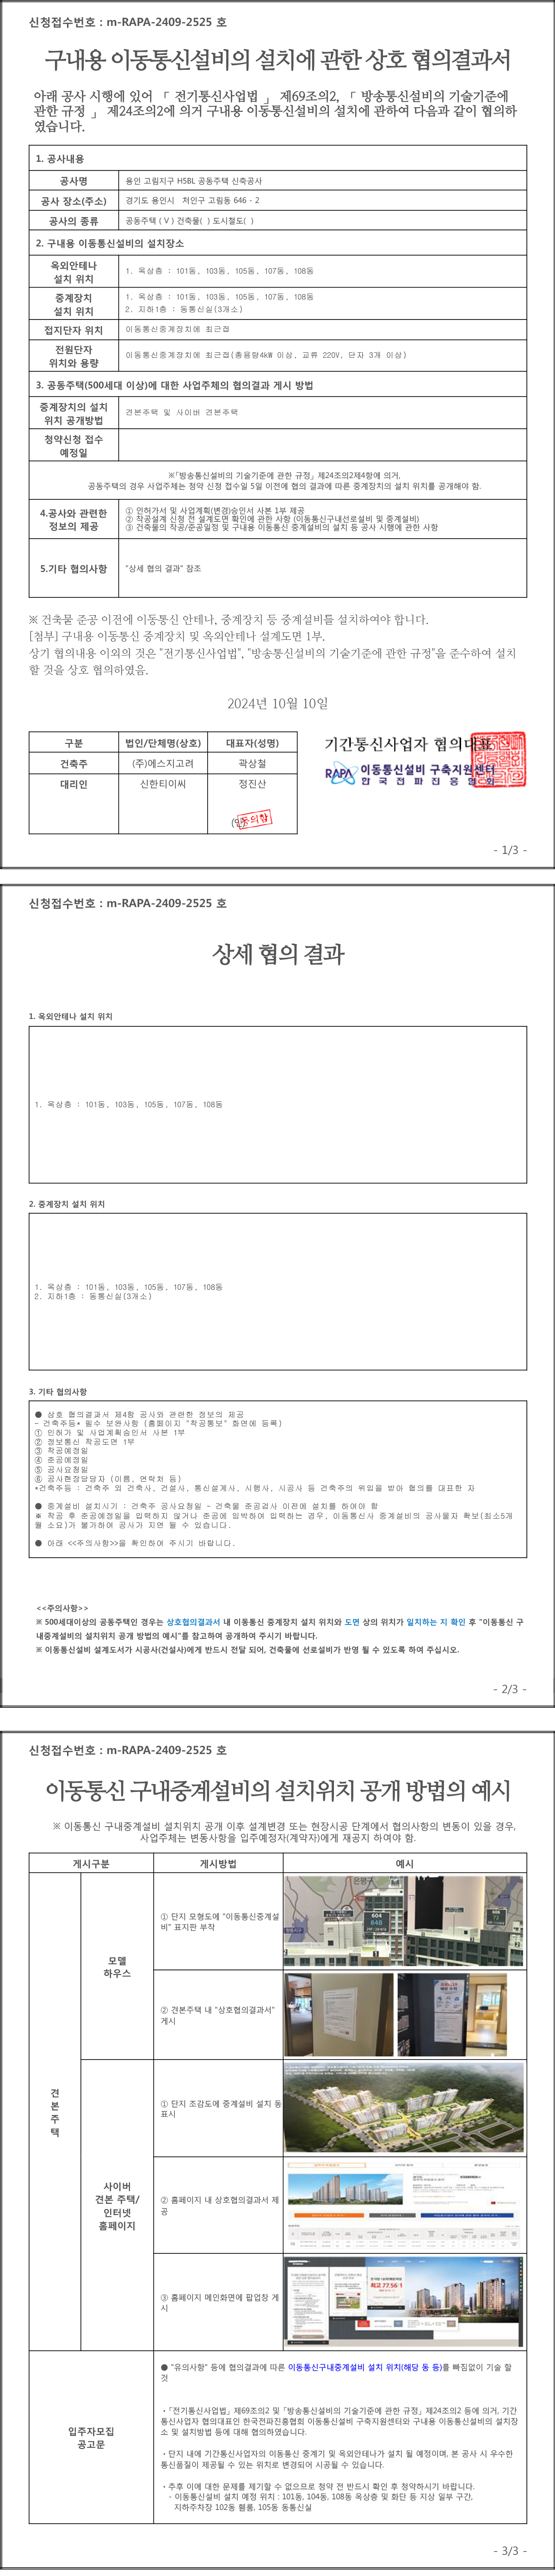 신청접수번호 : m-RAPA-2409-2525 호
구내용 이동통신설비의 설치에 관한 상호 협의결과서
아래 공사 시행에 있어 「 전기통신사업법 」 제69조의2, 「 방송통신설비의 기술기준에
관한 규정 」 제24조의2에 의거 구내용 이동통신설비의 설치에 관하여 다음과 같이 협의하
였습니다.
1. 공사내용
공사명 용인 고림지구 H5BL 공동주택 신축공사
공사 장소(주소) 경기도 용인시 처인구 고림동 646 - 2
공사의 종류 공동주택 ( V ) 건축물( ) 도시철도( )
2. 구내용 이동통신설비의 설치장소
옥외안테나
설치 위치
1. 옥상층 : 101동, 103동, 105동, 107동, 108동
중계장치
설치 위치
1. 옥상층 : 101동, 103동, 105동, 107동, 108동
2. 지하1층 : 동통신실(3개소)
접지단자 위치 이동통신중계장치에 최근접
전원단자
위치와 용량
이동통신중계장치에 최근접(총용량4kW 이상, 교류 220V, 단자 3개 이상)
3. 공동주택(500세대 이상)에 대한 사업주체의 협의결과 게시 방법
중계장치의 설치
위치 공개방법
견본주택 및 사이버 견본주택
청약신청 접수
예정일
※「방송통신설비의 기술기준에 관한 규정」 제24조의2제4항에 의거,
공동주택의 경우 사업주체는 청약 신청 접수일 5일 이전에 협의 결과에 따른 중계장치의 설치 위치를 공개해야 함.
4.공사와 관련한
정보의 제공
① 인허가서 및 사업계획(변경)승인서 사본 1부 제공
② 착공설계 신청 전 설계도면 확인에 관한 사항 (이동통신구내선로설비 및 중계설비)
③ 건축물의 착공/준공일정 및 구내용 이동통신 중계설비의 설치 등 공사 시행에 관한 사항
5.기타 협의사항 "상세 협의 결과" 참조
※ 건축물 준공 이전에 이동통신 안테나, 중계장치 등 중계설비를 설치하여야 합니다.
[첨부] 구내용 이동통신 중계장치 및 옥외안테나 설계도면 1부.
상기 협의내용 이외의 것은 "전기통신사업법", "방송통신설비의 기술기준에 관한 규정"을 준수하여 설치
할 것을 상호 협의하였음.
2024년 10월 10일
구분 법인/단체명(상호) 대표자(성명)
건축주 (주)에스지고려 곽상철
대리인 신한티이씨 정진산
동의함
기간통신사업자 협의대표
RAPA 이동통신설비 구축지원센터
한국전파진흥협회
- 1/3 -
신청접수번호 : m-RAPA-2409-2525 호
상세 협의 결과
1. 옥외안테나 설치 위치
1. 옥상층 : 101동, 103동, 105동, 107동, 108동
2. 중계장치 설치 위치
1. 옥상층 : 101동, 103동, 105동, 107동, 108동
2. 지하1층 : 동통신실(3개소)
3. 기타 협의사항
● 상호 협의결과서 제4항 공사와 관련한 정보의 제공
- 건축주등* 필수 보완사항 (홈페이지 "착공통보" 화면에 등록)
① 인허가 및 사업계획승인서 사본 1부
② 정보통신 착공도면 1부
③ 착공예정일
④ 준공예정일
⑤ 공사요청일
⑥ 공사현장담당자 (이름, 연락처 등)
*건축주등 : 건축주 외 건축사, 건설사, 통신설계사, 시행사, 시공사 등 건축주의 위임을 받아 협의를 대표한 자
● 중계설비 설치시기 : 건축주 공사요청일 ~ 건축물 준공검사 이전에 설치를 하여야 함
※ 착공 후 준공예정일을 입력하지 않거나 준공에 임박하여 입력하는 경우, 이동통신사 중계설비의 공사물자 확보(최소5개
월 소요)가 불가하여 공사가 지연 될 수 있습니다.
● 아래 <<주의사항>>을 확인하여 주시기 바랍니다.
<<주의사항>>
※ 500세대이상의 공동주택인 경우는 상호협의결과서 내 이동통신 중계장치 설치 위치와 도면 상의 위치가 일치하는 지 확인 후 "이동통신 구
내중계설비의 설치위치 공개 방법의 예시"를 참고하여 공개하여 주시기 바랍니다.
※ 이동통신설비 설계도서가 시공사(건설사)에게 반드시 전달 되어, 건축물에 선로설비가 반영 될 수 있도록 하여 주십시오.
- 2/3 -
신청접수번호 : m-RAPA-2409-2525 호
이동통신 구내중계설비의 설치위치 공개 방법의 예시
※ 이동통신 구내중계설비 설치위치 공개 이후 설계변경 또는 현장시공 단계에서 협의사항의 변동이 있을 경우,
사업주체는 변동사항을 입주예정자(계약자)에게 재공지 하여야 함.
게시구분 게시방법 예시
견
본
주
택
모델
하우스
① 단지 모형도에 "이동통신중계설
비" 표지판 부착
604
84B
② 견본주택 내 "상호협의결과서"
게시
사이버
견본 주택/
인터넷
홈페이지
① 단지 조감도에 중계설비 설치 동
표시
② 홈페이지 내 상호협의결과서 제
공
③ 홈페이지 메인화면에 팝업창 게
시
최고 77.56:1
입주자모집
공고문
● "유의사항" 등에 협의결과에 따른 이동통신구내중계설비 설치 위치(해당 동 등)를 빠짐없이 기술 할
것
・「전기통신사업법」 제69조의2 및 「방송통신설비의 기술기준에 관한 규정」 제24조의2 등에 의거, 기간
통신사업자 협의대표인 한국전파진흥협회 이동통신설비 구축지원센터와 구내용 이동통신설비의 설치장
소 및 설치방법 등에 대해 협의하였습니다.
・단지 내에 기간통신사업자의 이동통신 중계기 및 옥외안테나가 설치 될 예정이며, 본 공사 시 우수한
통신품질이 제공될 수 있는 위치로 변경되어 시공될 수 있습니다.
・추후 이에 대한 문제를 제기할 수 없으므로 청약 전 반드시 확인 후 청약하시기 바랍니다.
- 이동통신설비 설치 예정 위치 : 101동, 104동, 108동 옥상층 및 화단 등 지상 일부 구간,
지하주차장 102동 휀룸, 105동 동통신실
- 3/3 -